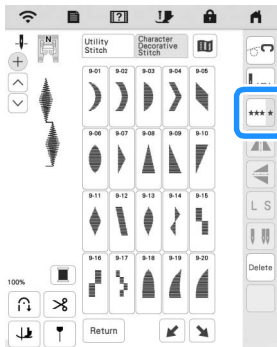 N
Utility
Stitch
Character
Decorative
Stitch
9-01 9-02 9-03 9-04 9-05
9-06 9-07 9-08 9-09 9-10
9-11 9-12 9-13 9-14 9-15
9-16 9-17 9-18 9-19 9-20
L S
100%
Delete
Return